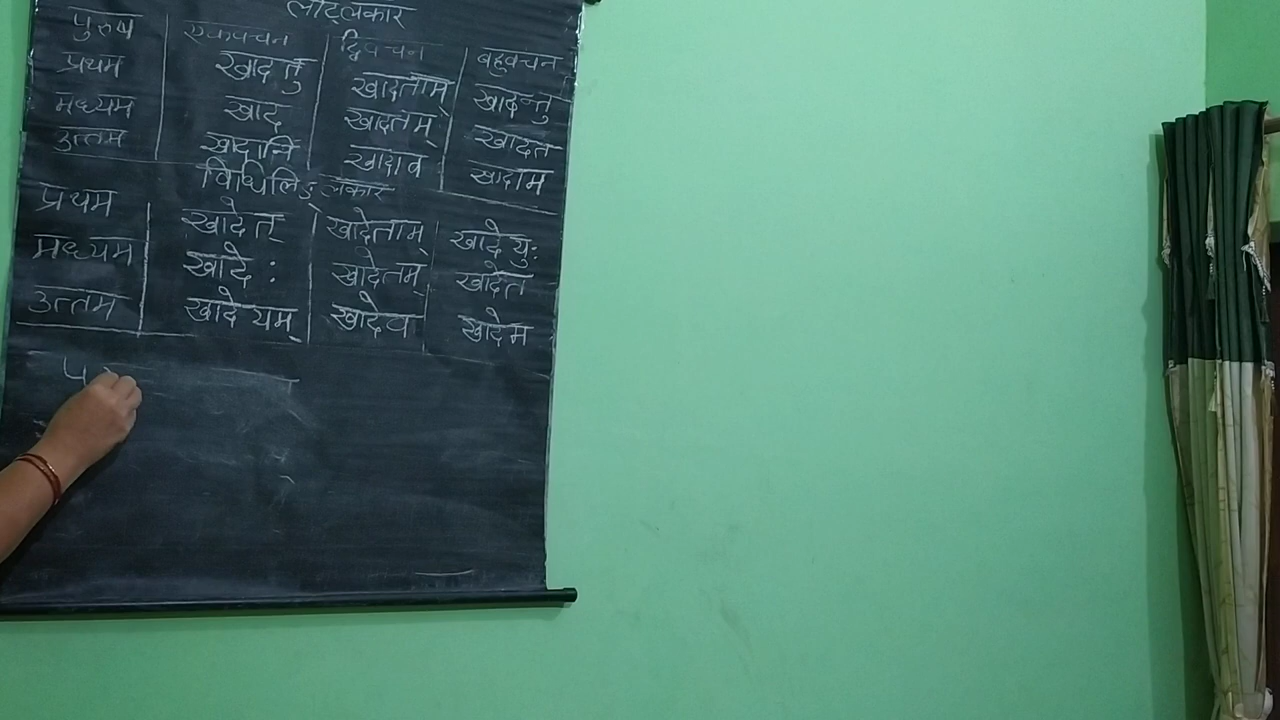 लोट्लकार
पुरुष एकवचन द्विवचन बहुवचन
प्रथम खादतु खादताम् खादन्तु
मध्यम खाद खादतम् खादत
उत्तम खादानि खादाव खादाम
विधिलिङ्लकार
प्रथम खादेत् खादेताम् खादेयुः
मध्यम खादेः खादेतम् खादेत
उत्तम खादेयम् खादेव खादेम